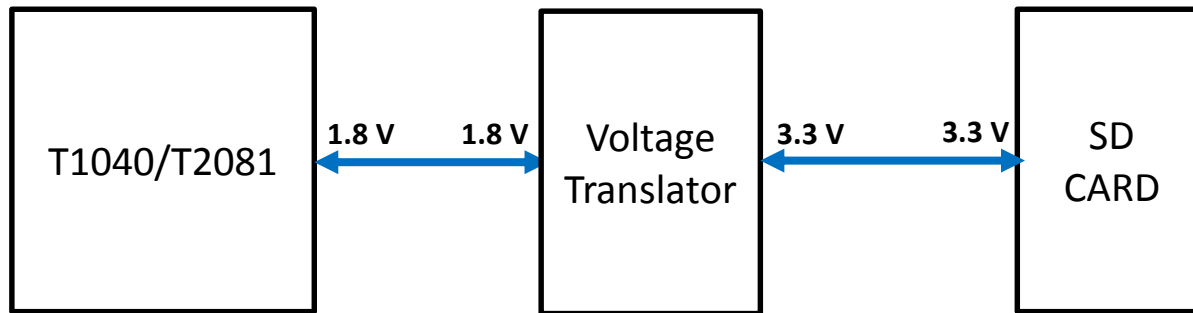 T1040/T2081
1.8 V
1.8 V
Voltage
Translator
3.3 V
3.3 V
SD
CARD